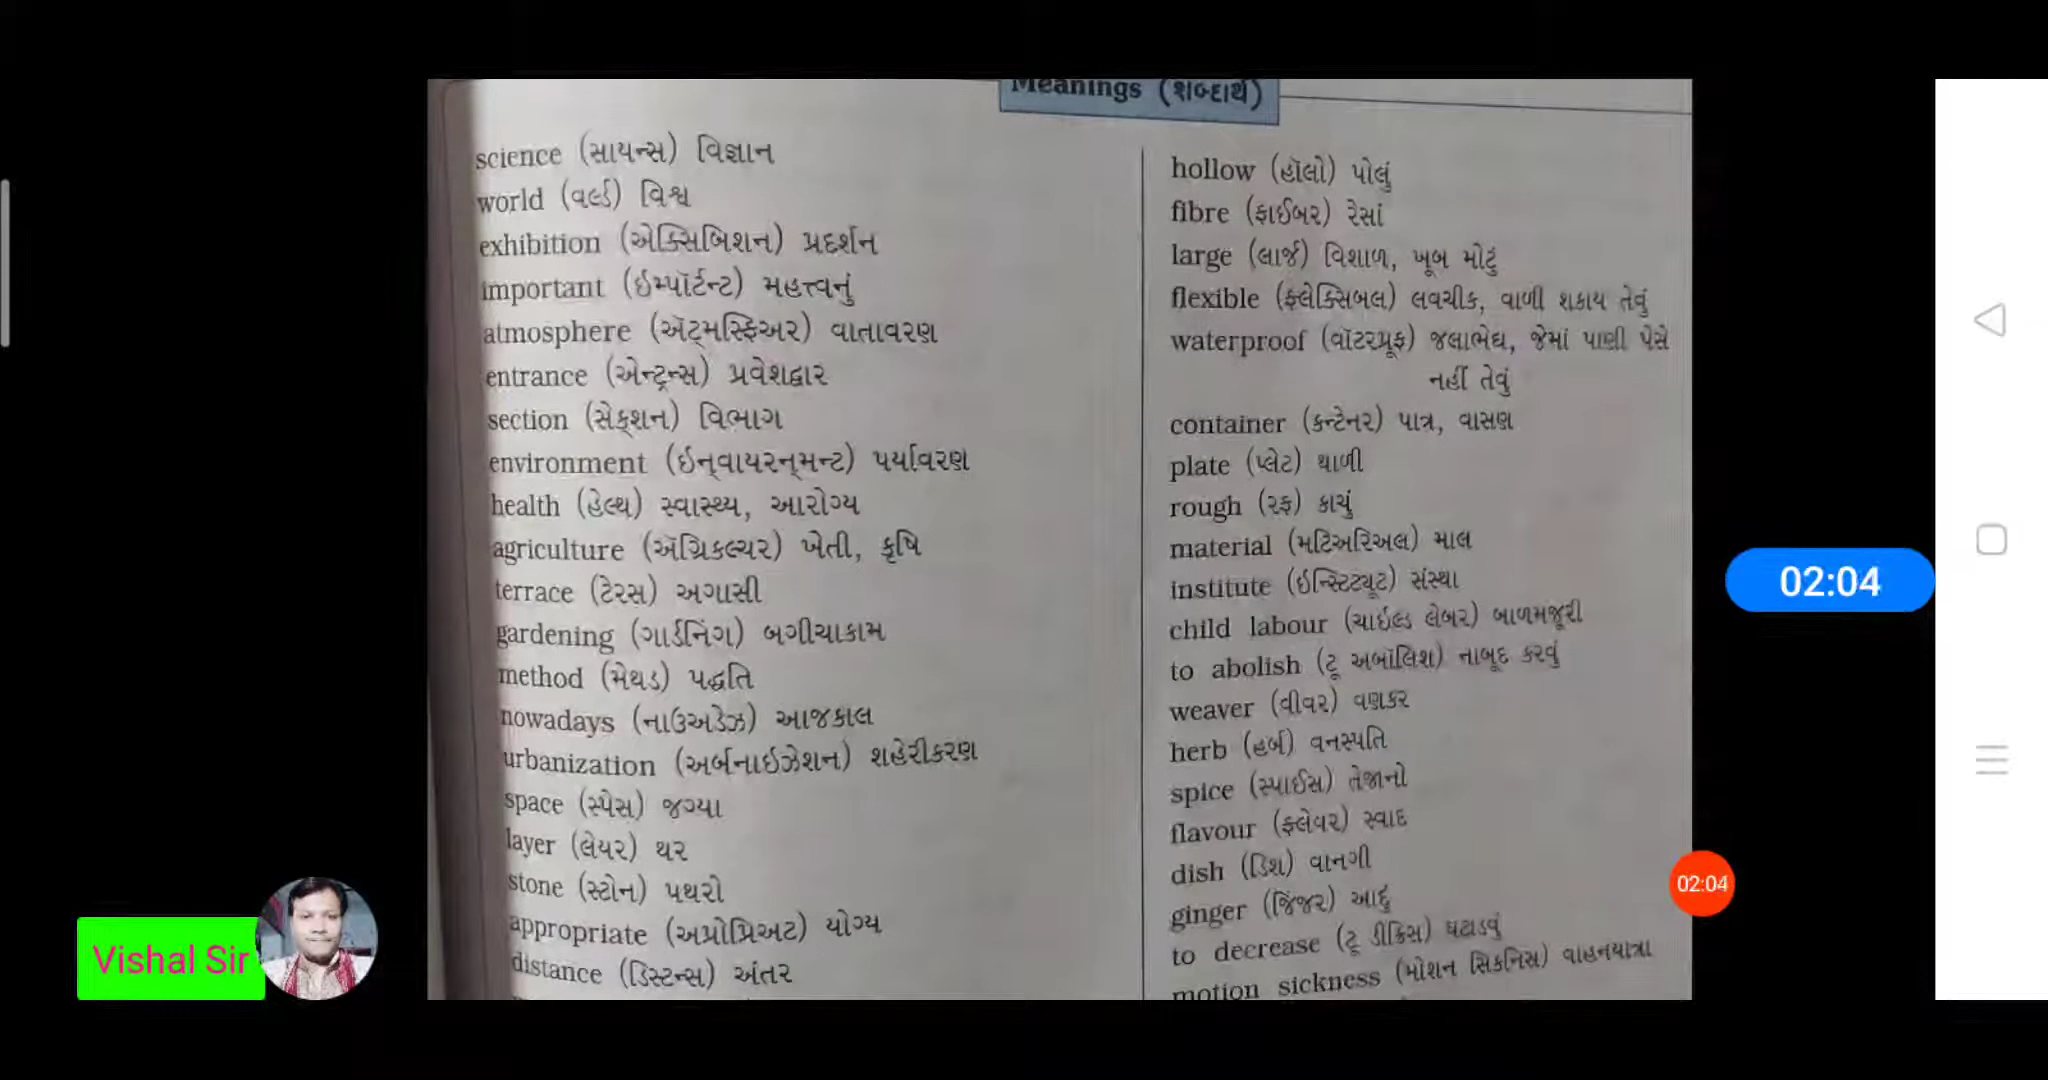 Meanings (શબ્દાર્થ)
science (સાયન્સ) વિજ્ઞાન
world (વર્લ્ડ) વિશ્વ
exhibition (એક્સિબિશન) પ્રદર્શન
important (ઇમ્પૉર્ટન્ટ) મહત્ત્વનું
atmosphere (ઍટ્મસ્ફિઅર) વાતાવરણ
entrance (એન્ટ્રન્સ) પ્રવેશદ્વાર
section (સેક્શન) વિભાગ
environment (ઇન્‌વાયરન્‌મન્ટ) પર્યાવરણ
health (હેલ્થ) સ્વાસ્થ્ય, આરોગ્ય
agriculture (ઍગ્રિકલ્ચર) ખેતી, કૃષિ
terrace (ટેરસ) અગાસી
gardening (ગાર્ડનિંગ) બગીચાકામ
method (મેથડ) પદ્ધતિ
nowadays (નાઉઅડેઝ) આજકાલ
urbanization (અર્બનાઇઝેશન) શહેરીકરણ
space (સ્પેસ) જગ્યા
layer (લેયર) થર
stone (સ્ટોન) પથરો
appropriate (અપ્રોપ્રિઅટ) યોગ્ય
distance (ડિસ્ટન્સ) અંતર
hollow (હૉલો) પોલું
fibre (ફાઈબર) રેસાં
large (લાર્જ) વિશાળ, ખૂબ મોટું
flexible (ફ્લેક્સિબલ) લવચીક, વાળી શકાય તેવું
waterproof (વૉટરપ્રૂફ) જલાભેદ્ય, જેમાં પાણી પેસે
નહીં તેવું
container (કન્ટેનર) પાત્ર, વાસણ
plate (પ્લેટ) થાળી
rough (રફ) કાચું
material (મટિઅરિઅલ) માલ
institute (ઇન્સ્ટિટ્યૂટ) સંસ્થા
child labour (ચાઇલ્ડ લેબર) બાળમજૂરી
to abolish (ટૂ અબૉલિશ) નાબૂદ કરવું
weaver (વીવર) વણકર
herb (હર્બ) વનસ્પતિ
spice (સ્પાઈસ) તેજાનો
flavour (ફ્લેવર) સ્વાદ
dish (ડિશ) વાનગી
ginger (જિંજર) આદું
to decrease (ટૂ ડીક્રિસ) ઘટાડવું
motion sickness (મોશન સિકનિસ) વાહનયાત્રા
02:04
02:04
Vishal Sir